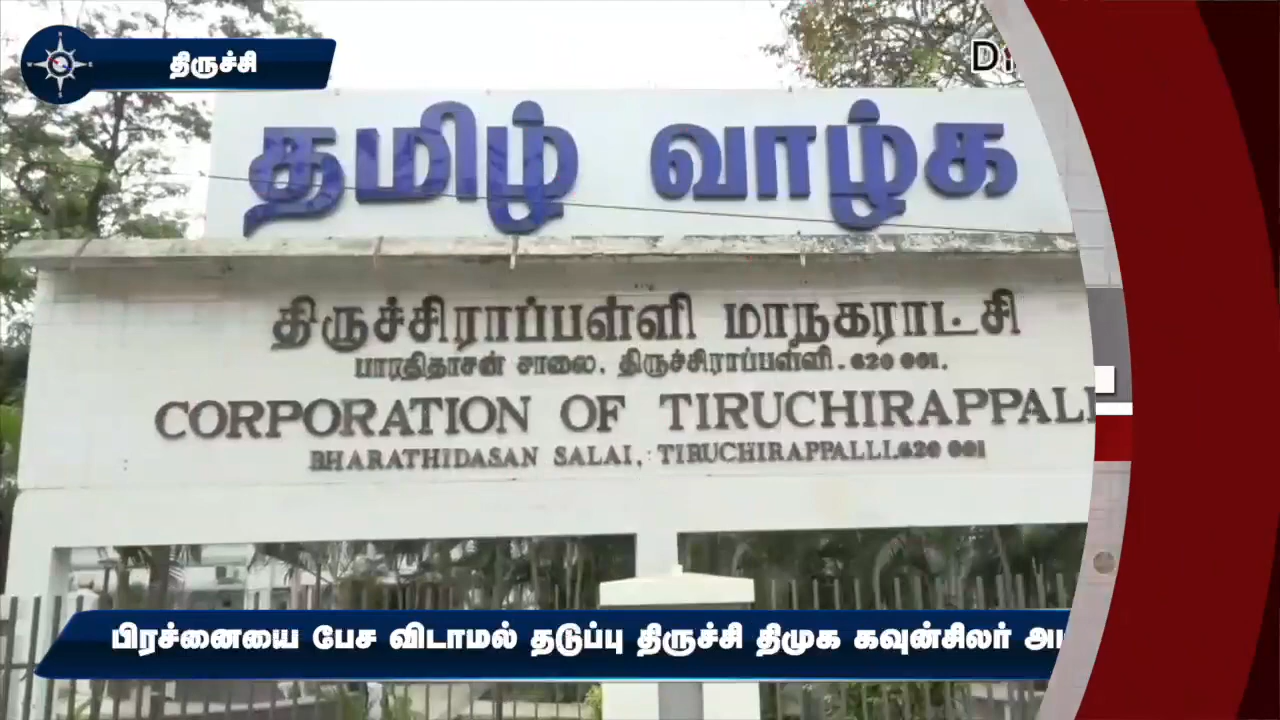 திருச்சி
தமிழ் வாழ்க
திருச்சிராப்பள்ளி மாநகராட்சி
பாரதிதாசன் சாலை, திருச்சிராப்பள்ளி-620 001.
CORPORATION OF
BHARATHIDASAN SALAI, TIRUCHIRAPPALLI.620 001
பிரச்னையை பேச விடாமல் தடுப்பு திருச்சி திமுக கவுன்சிலர்